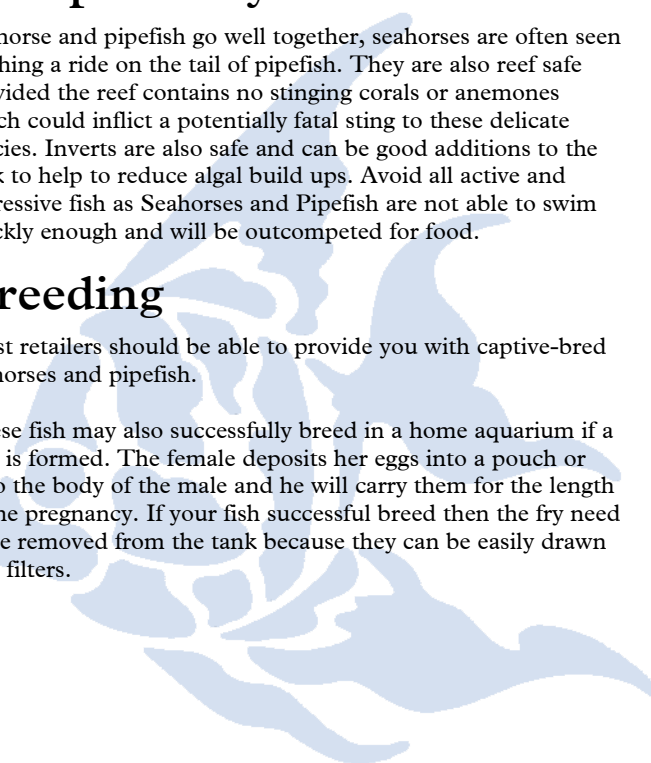 horse and pipefish go well together, seahorses are often seen
hing a ride on the tail of pipefish. They are also reef safe
vided the reef contains no stinging corals or anemones
ch could inflict a potentially fatal sting to these delicate
cies. Inverts are also safe and can be good additions to the
k to help to reduce algal build ups. Avoid all active and
ressive fish as Seahorses and Pipefish are not able to swim
ckly enough and will be outcompeted for food.
reeding
st retailers should be able to provide you with captive-bred
horses and pipefish.
ese fish may also successfully breed in a home aquarium if a
is formed. The female deposits her eggs into a pouch or
o the body of the male and he will carry them for the length
he pregnancy. If your fish successful breed then the fry need
e removed from the tank because they can be easily drawn
filters.